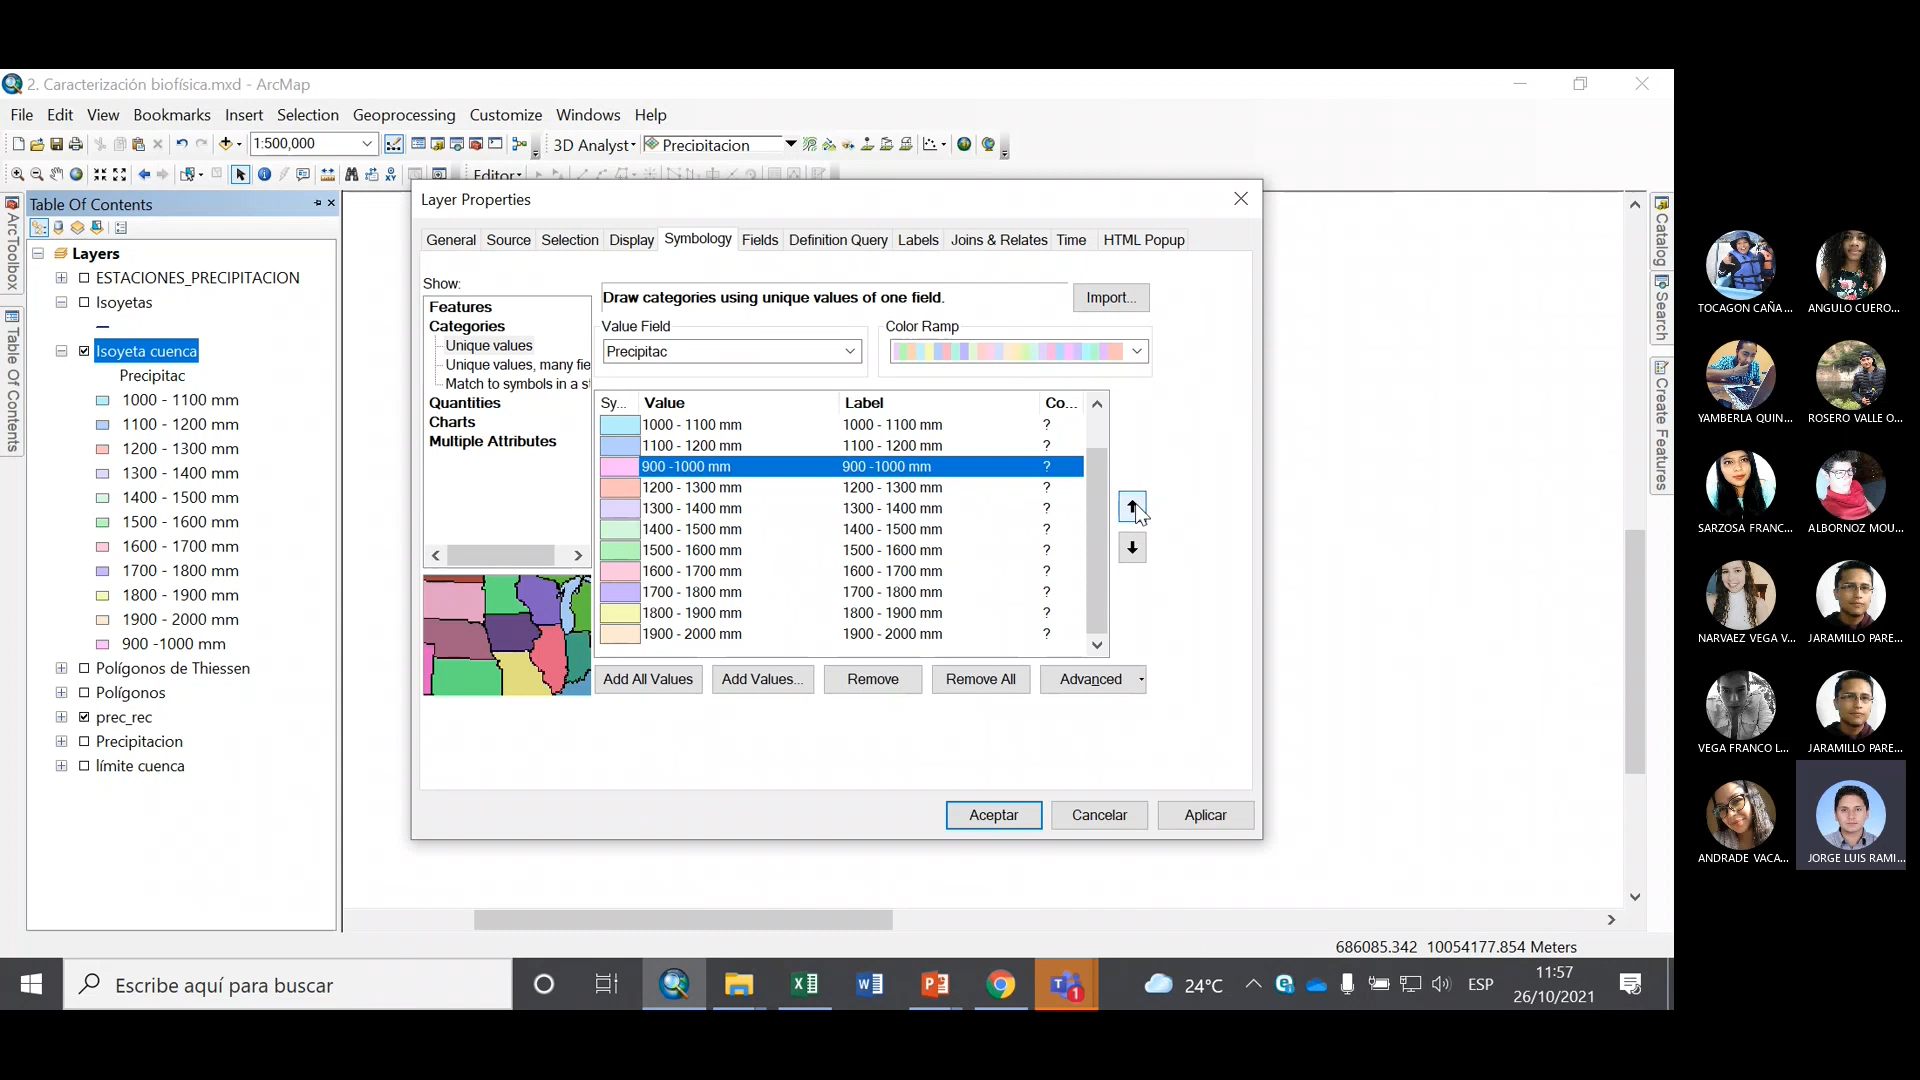 2. Caracterización biofísica.mxd - ArcMap
File Edit View Bookmarks Insert Selection Geoprocessing Customize Windows Help
1:500,000
3D Analyst
Precipitacion
Editor
ArcToolbox
Table Of Contents
Table Of Contents
Layers
ESTACIONES_PRECIPITACION
Isoyetas
Isoyeta cuenca
Precipitac
1000 - 1100 mm
1100 - 1200 mm
1200 - 1300 mm
1300 - 1400 mm
1400 - 1500 mm
1500 - 1600 mm
1600 - 1700 mm
1700 - 1800 mm
1800 - 1900 mm
1900 - 2000 mm
900 -1000 mm
Polígonos de Thiessen
Polígonos
prec_rec
Precipitacion
límite cuenca
Layer Properties
General Source Selection Display Symbology Fields Definition Query Labels Joins & Relates Time HTML Popup
Show:
Features
Categories
Unique values
Unique values, many fie
Match to symbols in a st
Quantities
Charts
Multiple Attributes
Draw categories using unique values of one field.
Import...
Value Field
Precipitac
Color Ramp
Sy... Value Label Co...
1000 - 1100 mm 1000 - 1100 mm ?
1100 - 1200 mm 1100 - 1200 mm ?
900 -1000 mm 900 -1000 mm ?
1200 - 1300 mm 1200 - 1300 mm ?
1300 - 1400 mm 1300 - 1400 mm ?
1400 - 1500 mm 1400 - 1500 mm ?
1500 - 1600 mm 1500 - 1600 mm ?
1600 - 1700 mm 1600 - 1700 mm ?
1700 - 1800 mm 1700 - 1800 mm ?
1800 - 1900 mm 1800 - 1900 mm ?
1900 - 2000 mm 1900 - 2000 mm ?
Add All Values Add Values... Remove Remove All Advanced
Aceptar Cancelar Aplicar
Catalog
Search
Create Features
686085.342 10054177.854 Meters
Escribe aquí para buscar
1
24°C
ESP
11:57
26/10/2021
TOCAGON CAÑA... ANGULO CUERO...
YAMBERLA QUIN... ROSERO VALLE O...
SARZOSA FRANC... ALBORNOZ MOU...
NARVAEZ VEGA V... JARAMILLO PARE...
VEGA FRANCO L... JARAMILLO PARE...
ANDRADE VACA... JORGE LUIS RAMI...